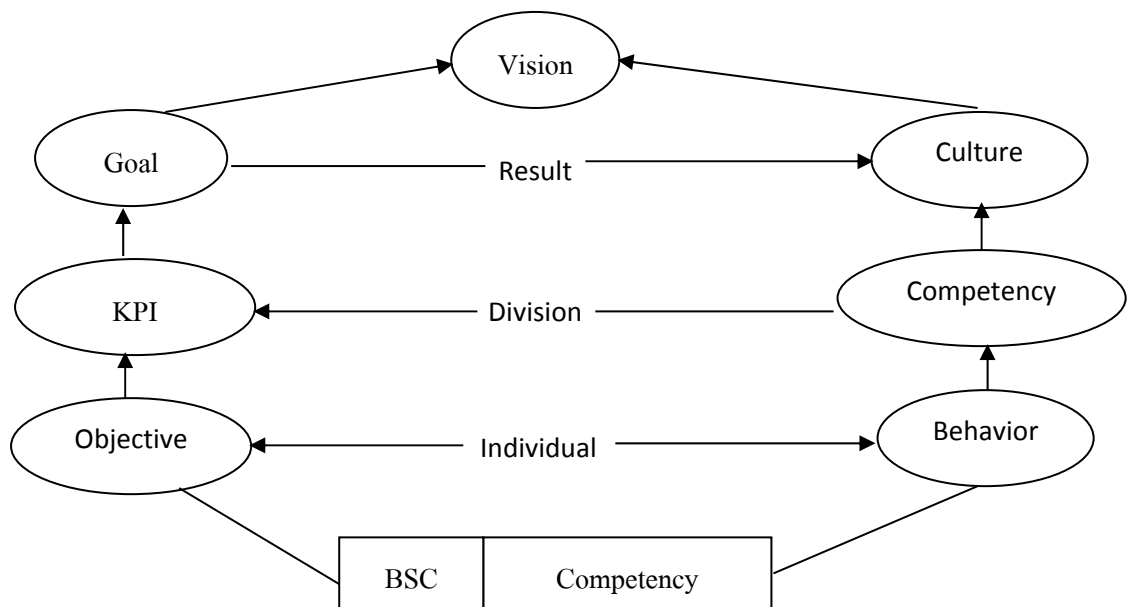 Vision
Goal
Result
Culture
KPI
Division
Competency
Objective
Individual
Behavior
BSC
Competency